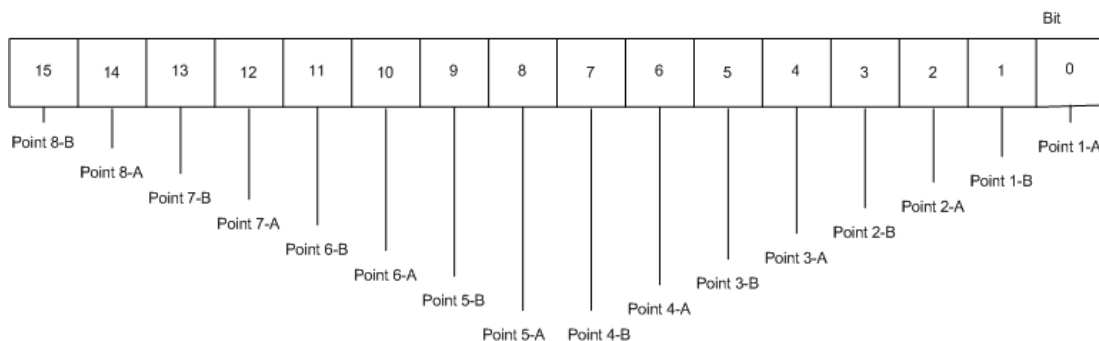 Bit
15 14 13 12 11 10 9 8 7 6 5 4 3 2 1 0
Point 8-B
Point 1-A
Point 8-A
Point 1-B
Point 7-B
Point 2-A
Point 7-A
Point 2-B
Point 6-B
Point 3-A
Point 6-A
Point 3-B
Point 5-B
Point 4-A
Point 5-A
Point 4-B